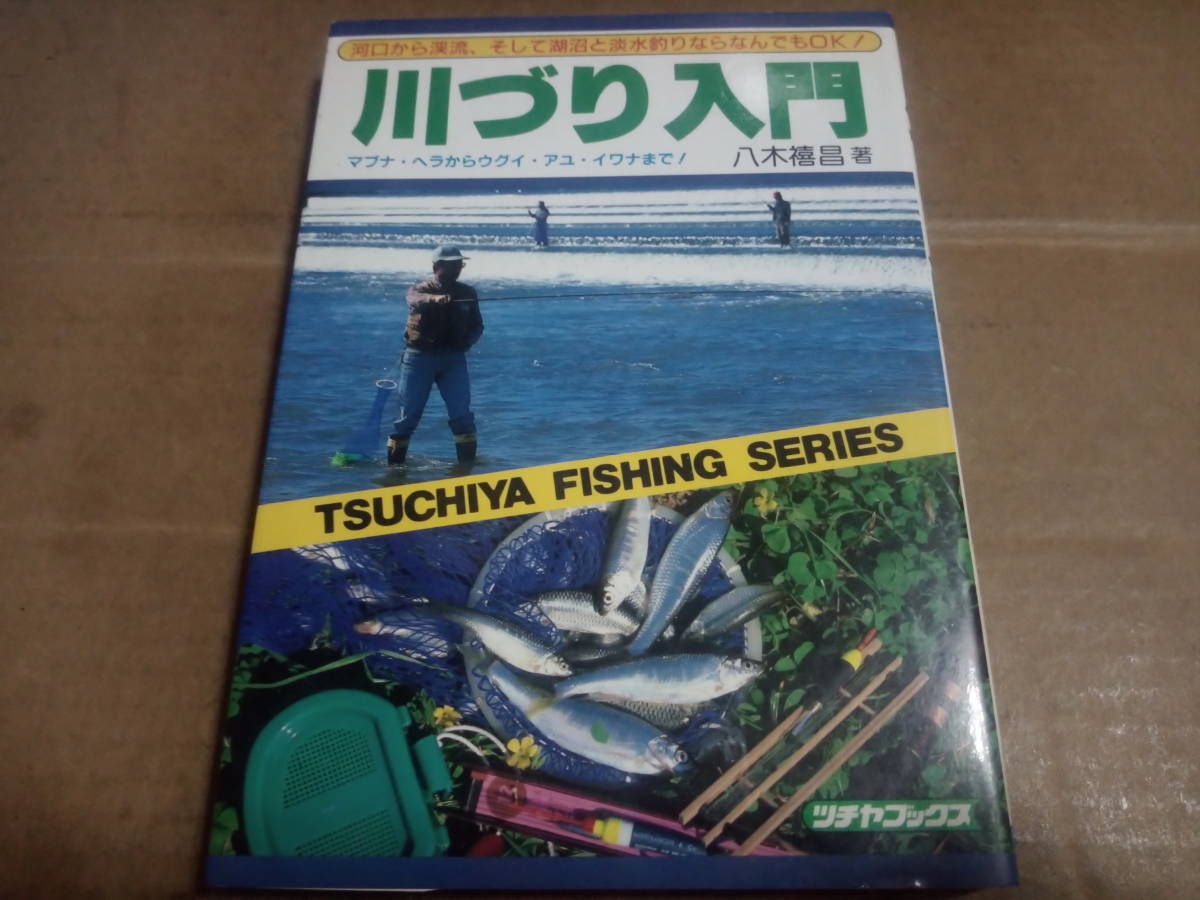 河口から渓流、そして湖沼と淡水釣りならなんでもOK!
川づり入門
マブナ・ヘラからウグイ・アユ・イワナまで!
八木禧昌 著
TSUCHIYA FISHING SERIES
ツチヤブックス